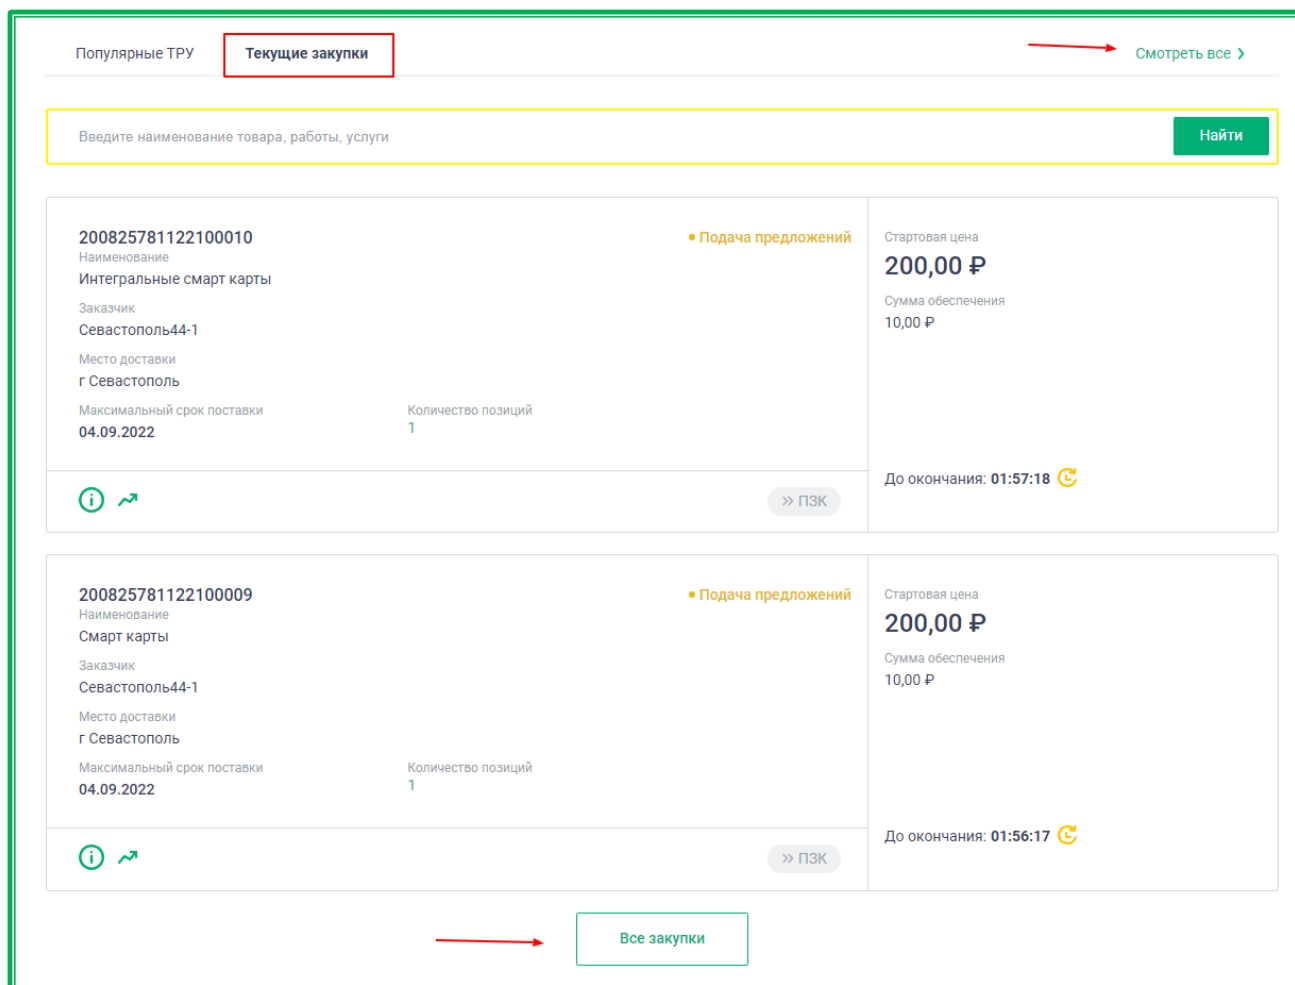 Популярные ТРУ Текущие закупки Смотреть все
Введите наименование товара, работы, услуги Найти
200825781122100010 Подача предложений
Наименование
Интегральные смарт карты
Заказчик
Севастополь44-1
Место доставки
г Севастополь
Максимальный срок поставки Количество позиций
04.09.2022 1
ПЗК
Стартовая цена
200,00 ₽
Сумма обеспечения
10,00 ₽
До окончания: 01:57:18
200825781122100009 Подача предложений
Наименование
Смарт карты
Заказчик
Севастополь44-1
Место доставки
г Севастополь
Максимальный срок поставки Количество позиций
04.09.2022 1
ПЗК
Стартовая цена
200,00 ₽
Сумма обеспечения
10,00 ₽
До окончания: 01:56:17
Все закупки